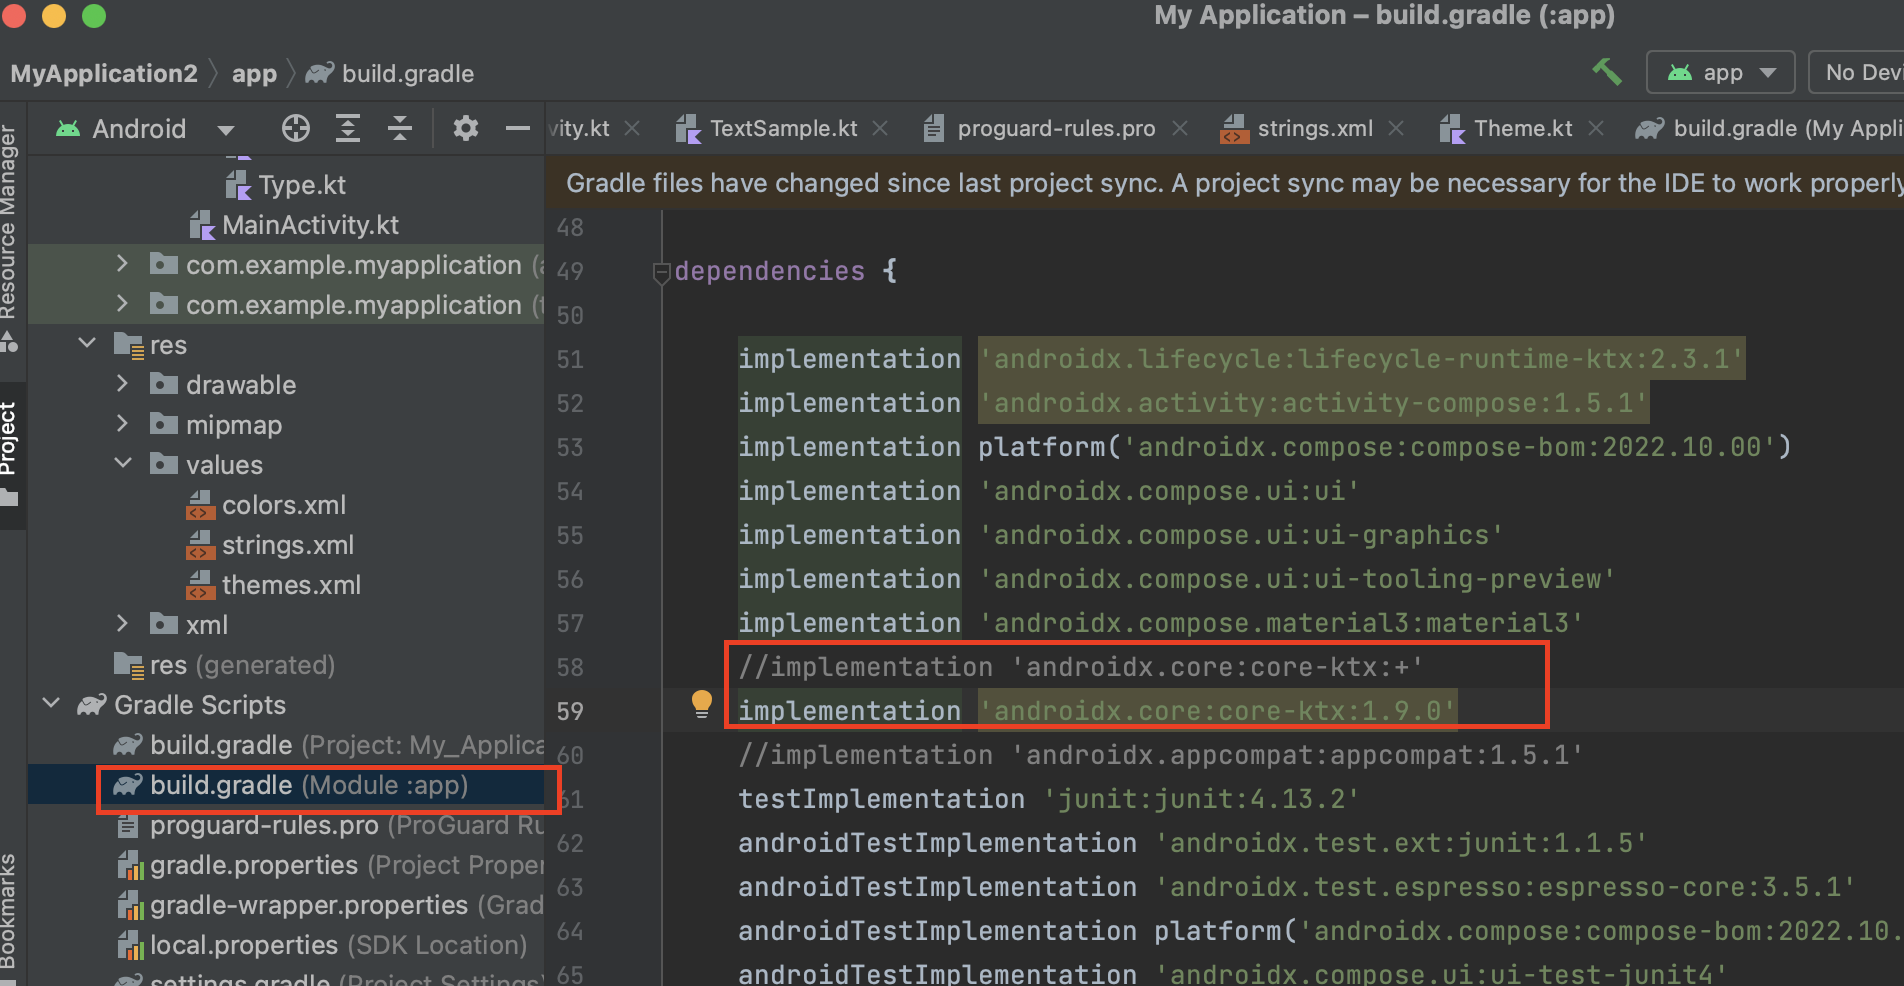 My Application – build.gradle (:app)
MyApplication2 app build.gradle
app
No Devi
Android
vity.kt
TextSample.kt
proguard-rules.pro
strings.xml
Theme.kt
build.gradle (My Appli
Resource Manager
Project
Bookmarks
Type.kt
MainActivity.kt
com.example.myapplication (a
com.example.myapplication (t
res
drawable
mipmap
values
colors.xml
strings.xml
themes.xml
xml
res (generated)
Gradle Scripts
build.gradle (Project: My_Applica
build.gradle (Module :app)
proguard-rules.pro (ProGuard Ru
gradle.properties (Project Proper
gradle-wrapper.properties (Grad
local.properties (SDK Location)
settings.gradle (Project Settings)
Gradle files have changed since last project sync. A project sync may be necessary for the IDE to work properly
48
49 dependencies {
50
51 implementation 'androidx.lifecycle:lifecycle-runtime-ktx:2.3.1'
52 implementation 'androidx.activity:activity-compose:1.5.1'
53 implementation platform('androidx.compose:compose-bom:2022.10.00')
54 implementation 'androidx.compose.ui:ui'
55 implementation 'androidx.compose.ui:ui-graphics'
56 implementation 'androidx.compose.ui:ui-tooling-preview'
57 implementation 'androidx.compose.material3:material3'
58 //implementation 'androidx.core:core-ktx:+'
59 implementation 'androidx.core:core-ktx:1.9.0'
60 //implementation 'androidx.appcompat:appcompat:1.5.1'
61 testImplementation 'junit:junit:4.13.2'
62 androidTestImplementation 'androidx.test.ext:junit:1.1.5'
63 androidTestImplementation 'androidx.test.espresso:espresso-core:3.5.1'
64 androidTestImplementation platform('androidx.compose:compose-bom:2022.10.
65 androidTestImplementation 'androidx.compose.ui:ui-test-junit4'